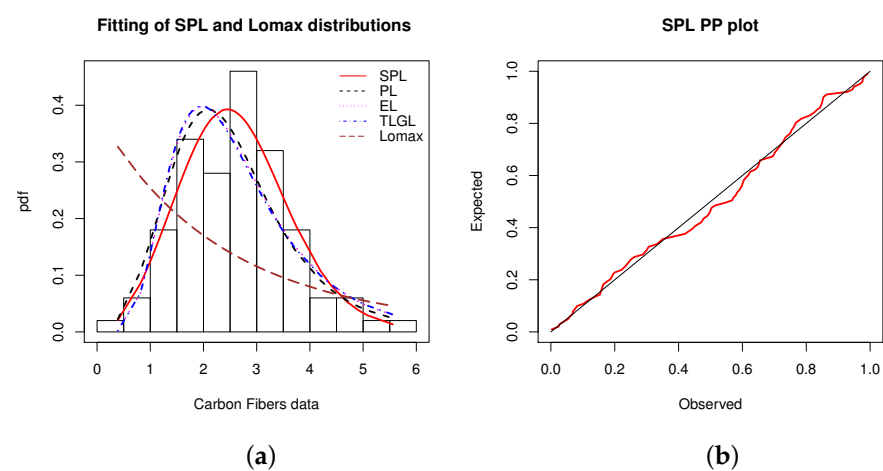 Fitting of SPL and Lomax distributions
SPL
PL
EL
TLGL
Lomax
pdf
0.0
0.1
0.2
0.3
0.4
0 1 2 3 4 5 6
Carbon Fibers data
(a)
SPL PP plot
Expected
0.0
0.2
0.4
0.6
0.8
1.0
0.0 0.2 0.4 0.6 0.8 1.0
Observed
(b)